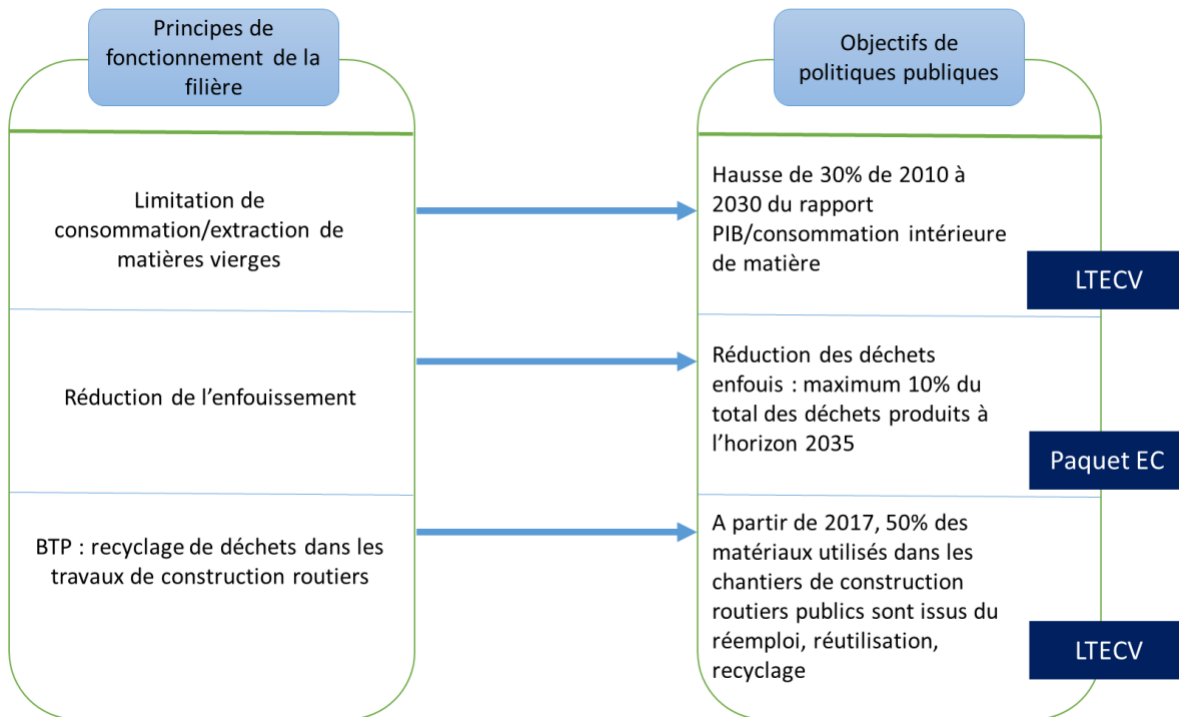 Principes de
fonctionnement de la
filière
Limitation de
consommation/extraction de
matières vierges
Réduction de l’enfouissement
BTP : recyclage de déchets dans les
travaux de construction routiers
Objectifs de
politiques publiques
Hausse de 30% de 2010 à
2030 du rapport
PIB/consommation intérieure
de matière
LTECV
Réduction des déchets
enfouis : maximum 10% du
total des déchets produits à
l’horizon 2035
Paquet EC
A partir de 2017, 50% des
matériaux utilisés dans les
chantiers de construction
routiers publics sont issus du
réemploi, réutilisation,
recyclage
LTECV